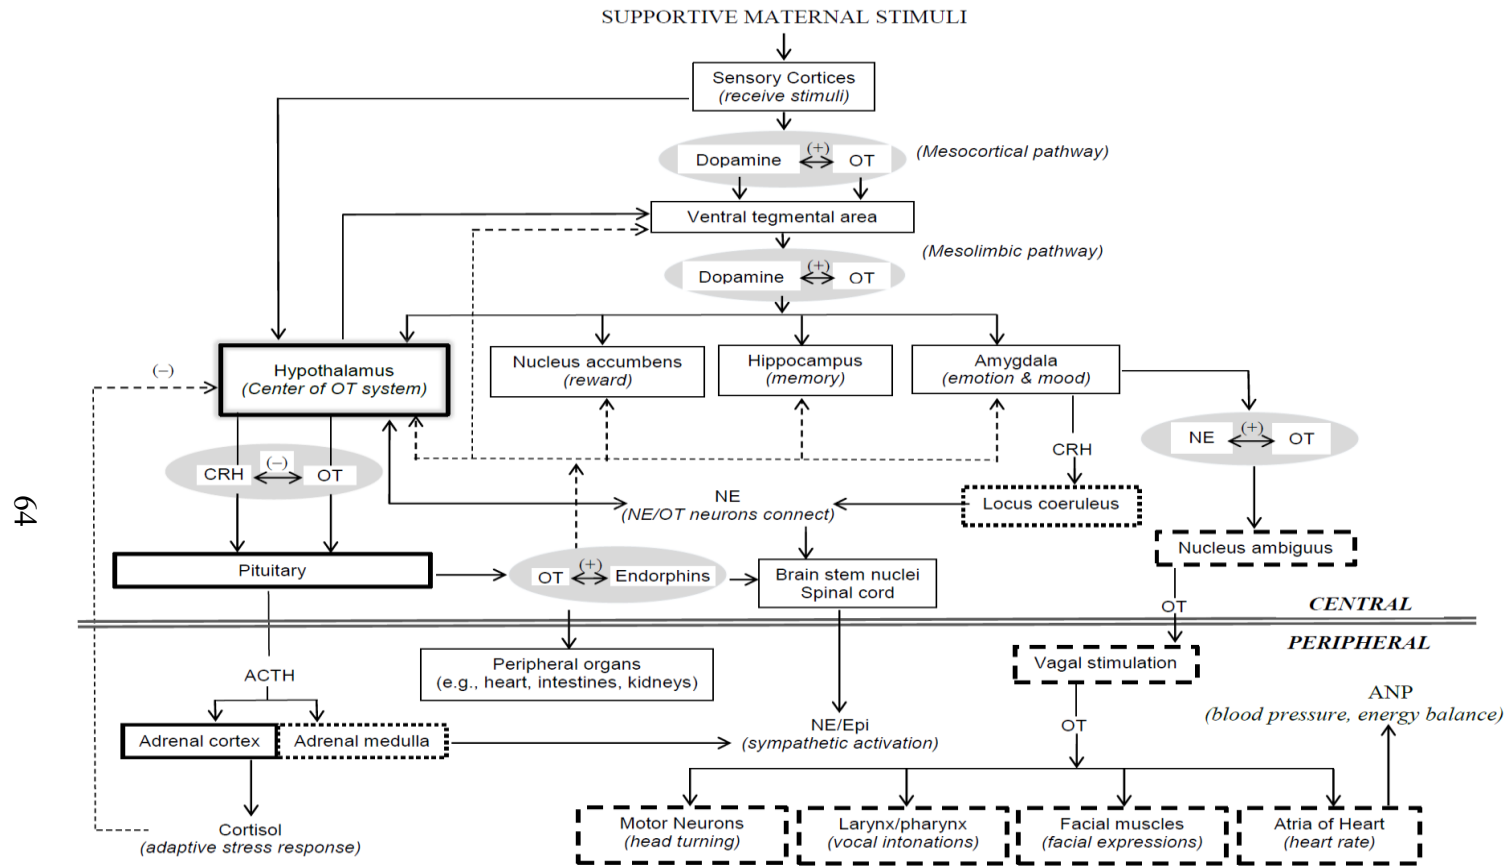 SUPPORTIVE MATERNAL STIMULI
Sensory Cortices
(receive stimuli)
Dopamine
(+)
OT
(Mesocortical pathway)
Ventral tegmental area
(Mesolimbic pathway)
Dopamine
(+)
OT
(–)
Hypothalamus
(Center of OT system)
Nucleus accumbens
(reward)
Hippocampus
(memory)
Amygdala
(emotion & mood)
NE
(+)
OT
CRH
(–)
OT
CRH
NE
(NE/OT neurons connect)
Locus coeruleus
64
Nucleus ambiguus
Pituitary
OT
(+)
Endorphins
Brain stem nuclei
Spinal cord
OT
CENTRAL
PERIPHERAL
ACTH
Peripheral organs
(e.g., heart, intestines, kidneys)
Vagal stimulation
ANP
(blood pressure, energy balance)
Adrenal cortex
Adrenal medulla
NE/Epi
(sympathetic activation)
OT
Cortisol
(adaptive stress response)
Motor Neurons
(head turning)
Larynx/pharynx
(vocal intonations)
Facial muscles
(facial expressions)
Atria of Heart
(heart rate)